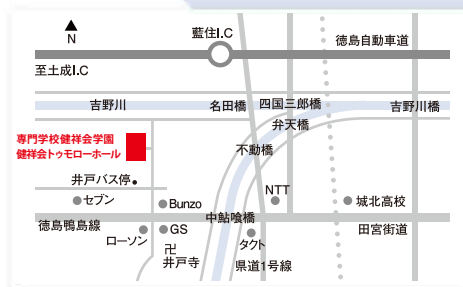 N
藍住I.C
徳島自動車道
至土成I.C
吉野川
名田橋
四国三郎橋
吉野川橋
弁天橋
専門学校健祥会学園
健祥会トゥモローホール
不動橋
井戸バス停
セブン
Bunzo
NTT
城北高校
中鮎喰橋
徳島鴨島線
GS
田宮街道
ローソン
卍
井戸寺
タクト
県道1号線